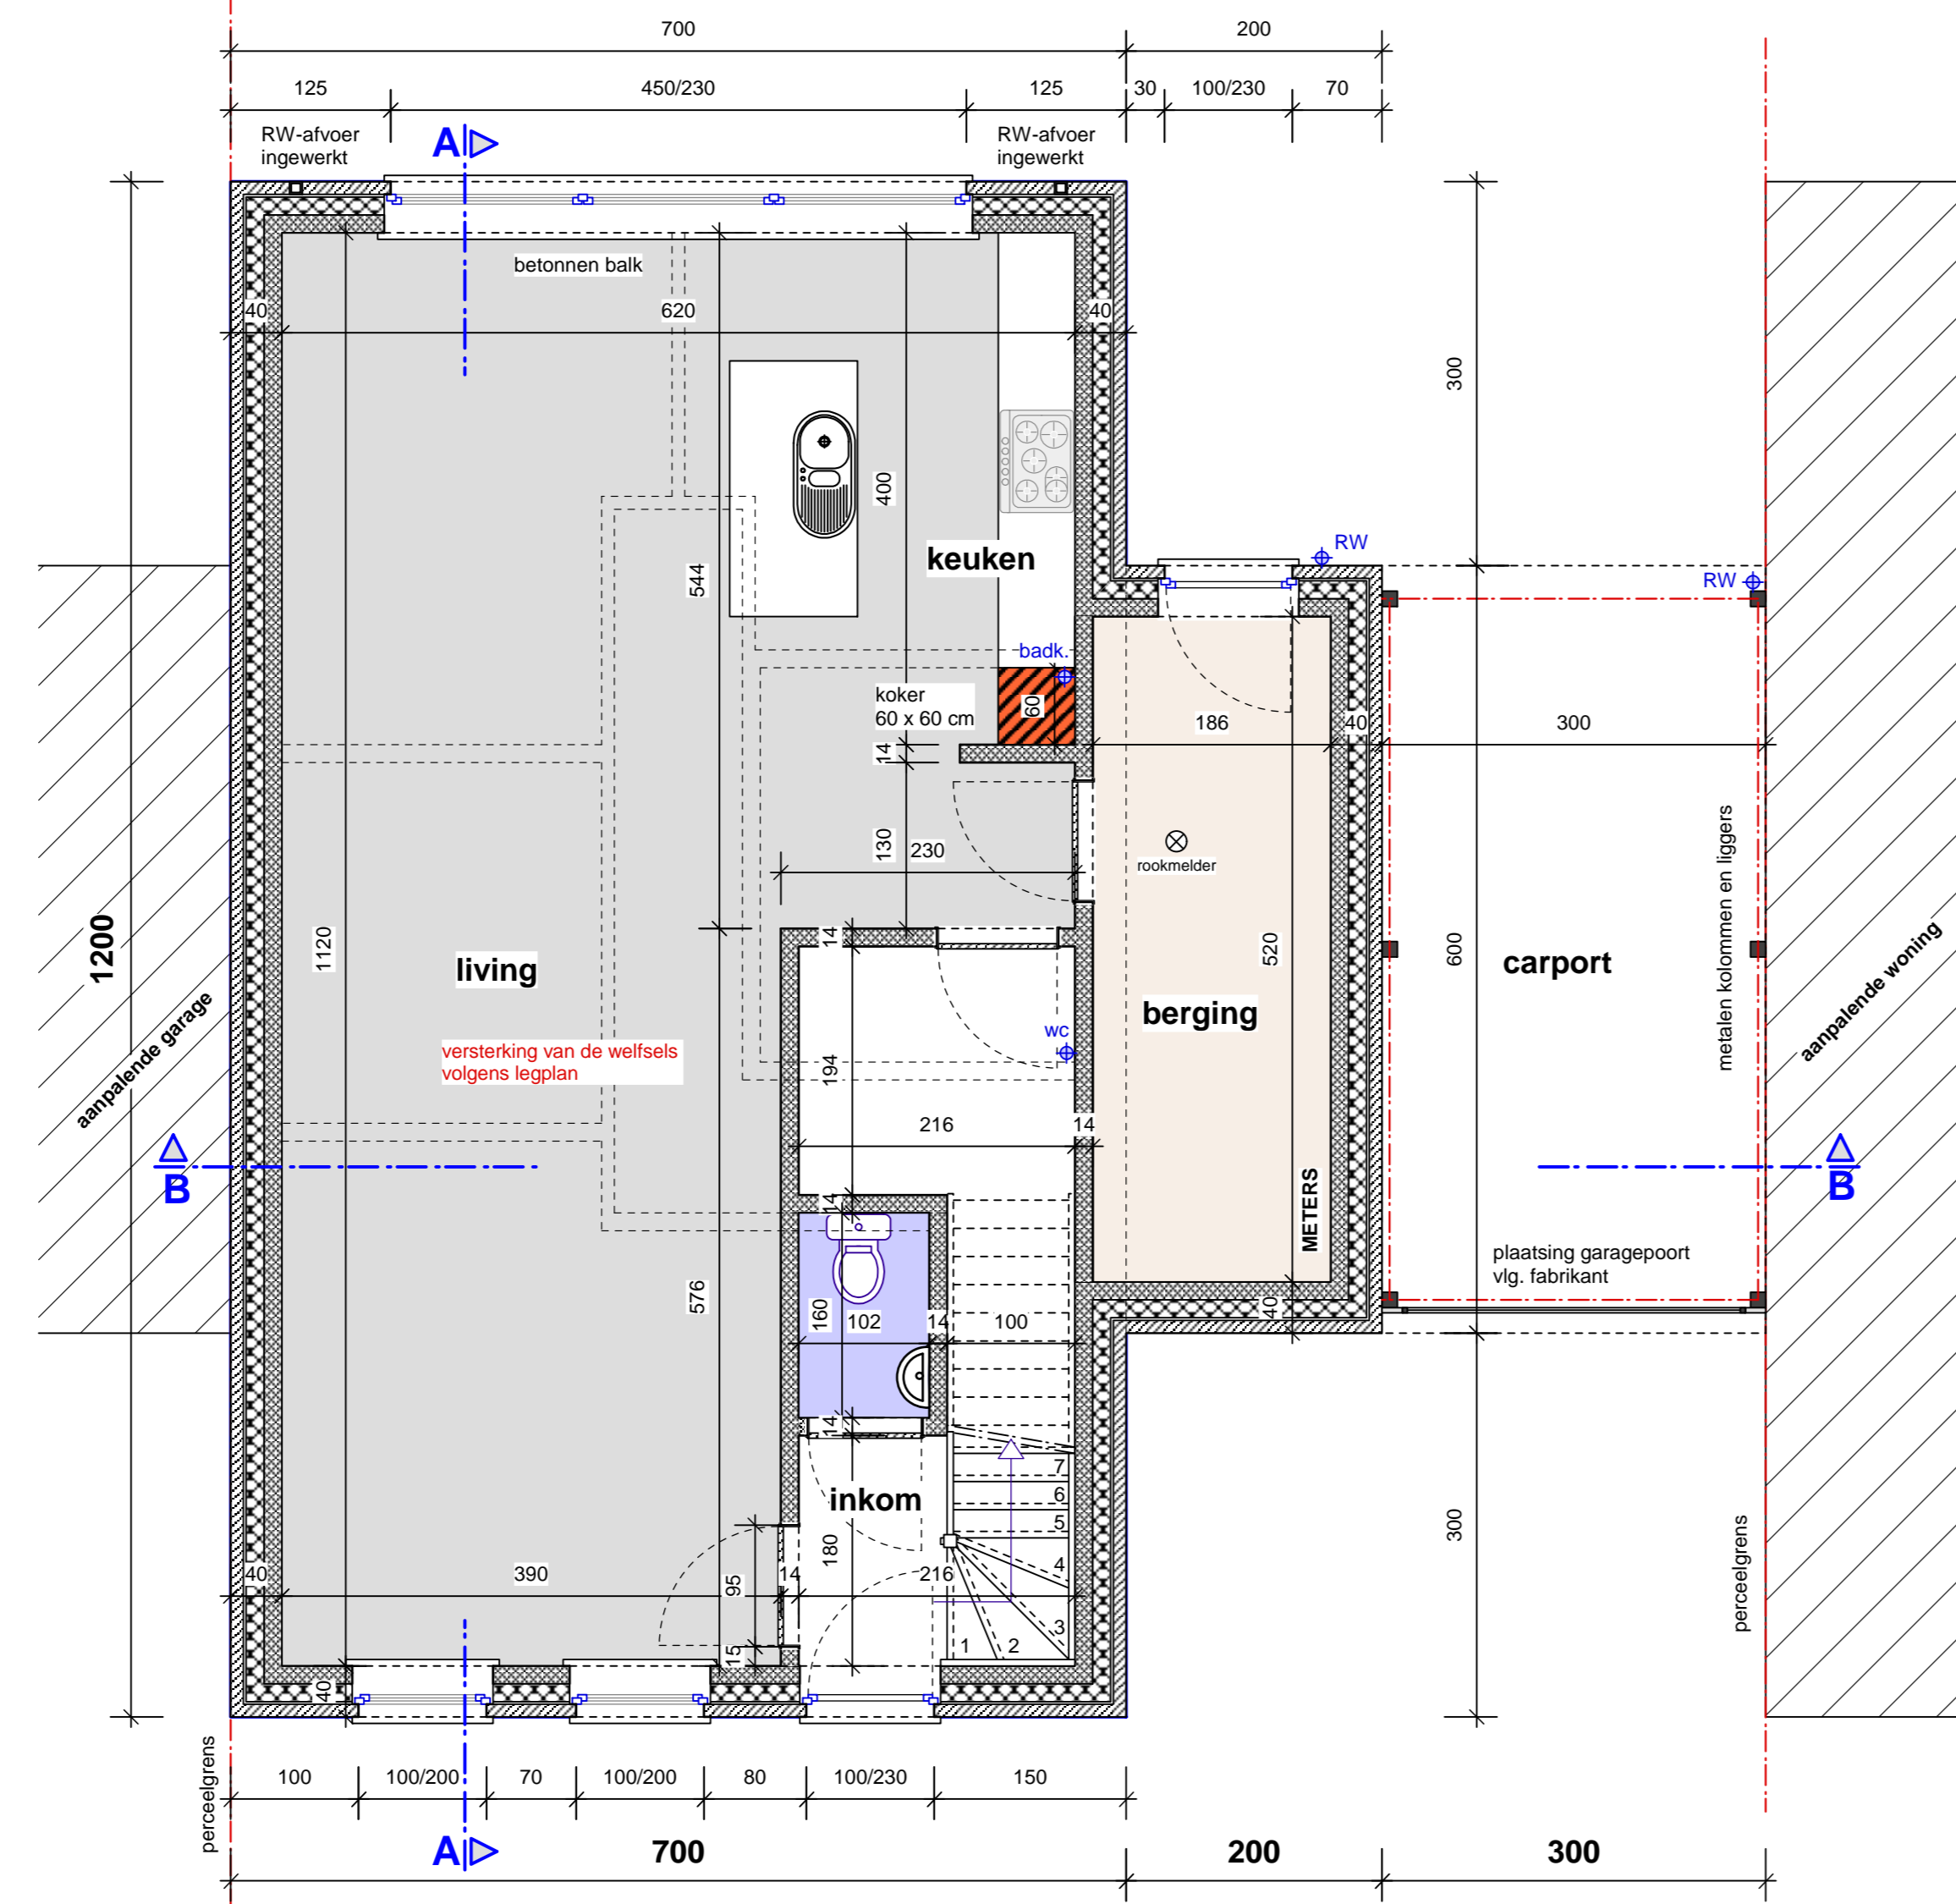 700
200
125
450/230
125
30
100/230
70
RW-afvoer
ingewerkt
A
RW-afvoer
ingewerkt
betonnen balk
40
620
40
300
400
keuken
RW
544
RW
badk.
koker
60 x 60 cm
60
186
40
300
14
130
230
rookmelder
metalen kolommen en liggers
1200
1120
living
14
520
600
carport
aanpalende woning
aanpalende garage
berging
wc
versterking van de welfsels
volgens legplan
194
216
14
B
METERS
B
14
plaatsing garagepoort
vlg. fabrikant
576
160
102
14
100
40
14
7
inkom
6
5
300
180
4
perceelgrens
40
390
95
14
216
3
15
1
2
40
perceelgrens
100
100/200
70
100/200
80
100/230
150
A
700
200
300